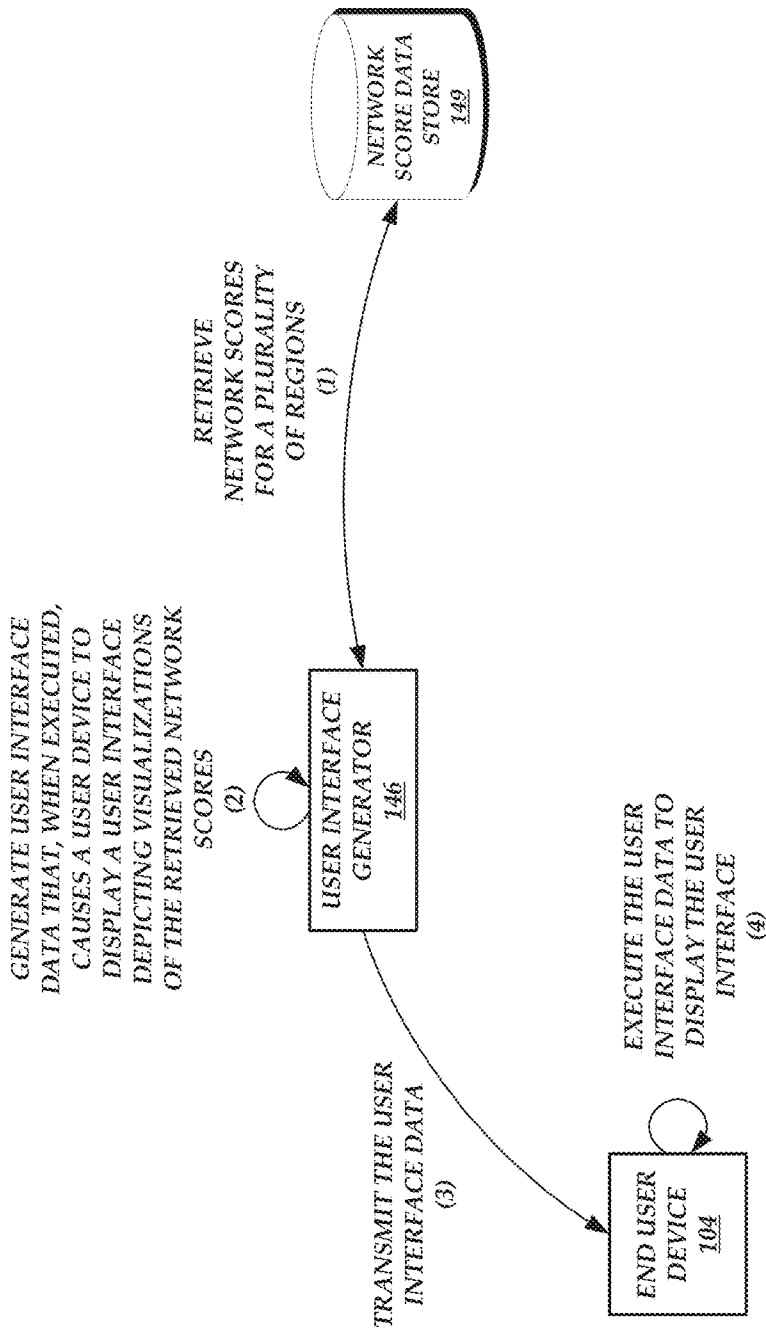 RETRIEVE
NETWORK SCORES
FOR A PLURALITY
OF REGIONS
(1)
NETWORK
SCORE DATA
STORE
149
GENERATE USER INTERFACE
DATA THAT, WHEN EXECUTED,
CAUSES A USER DEVICE TO
DISPLAY A USER INTERFACE
DEPICTING VISUALIZATIONS
OF THE RETRIEVED NETWORK
SCORES
(2)
USER INTERFACE
GENERATOR
146
TRANSMIT THE USER
INTERFACE DATA
(3)
END USER
DEVICE
104
EXECUTE THE USER
INTERFACE DATA TO
DISPLAY THE USER
INTERFACE
(4)